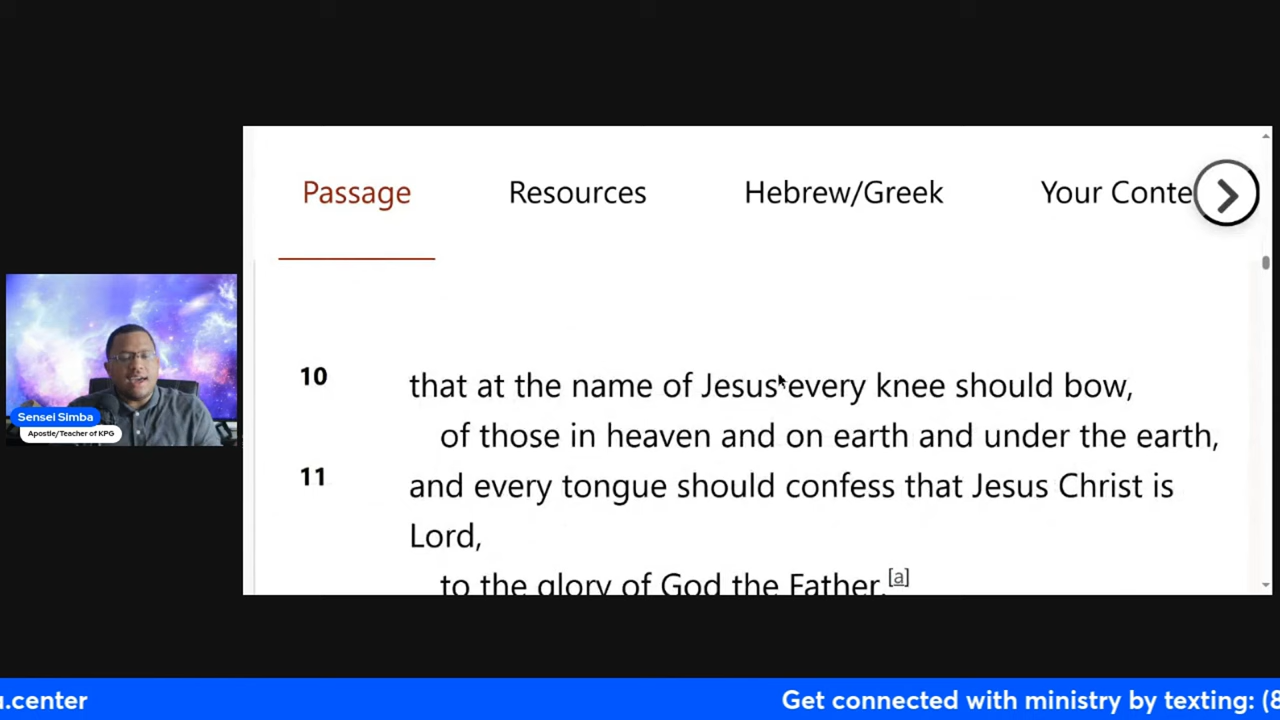 Passage Resources Hebrew/Greek Your Conte
10 that at the name of Jesus every knee should bow,
of those in heaven and on earth and under the earth,
11 and every tongue should confess that Jesus Christ is
Lord,
to the glory of God the Father.[a]
Sensei Simba
Apostle/Teacher of KPG
.center Get connected with ministry by texting: (8